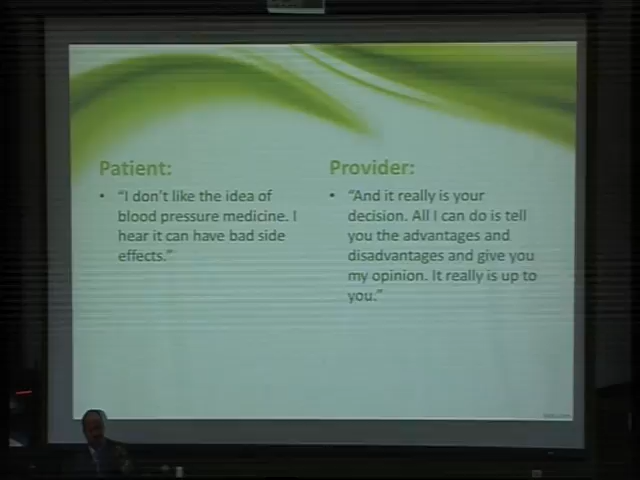 Patient:
• "I don't like the idea of
blood pressure medicine. I
hear it can have bad side
effects."
Provider:
• "And it really is your
decision. All I can do is tell
you the advantages and
disadvantages and give you
my opinion. It really is up to
you."